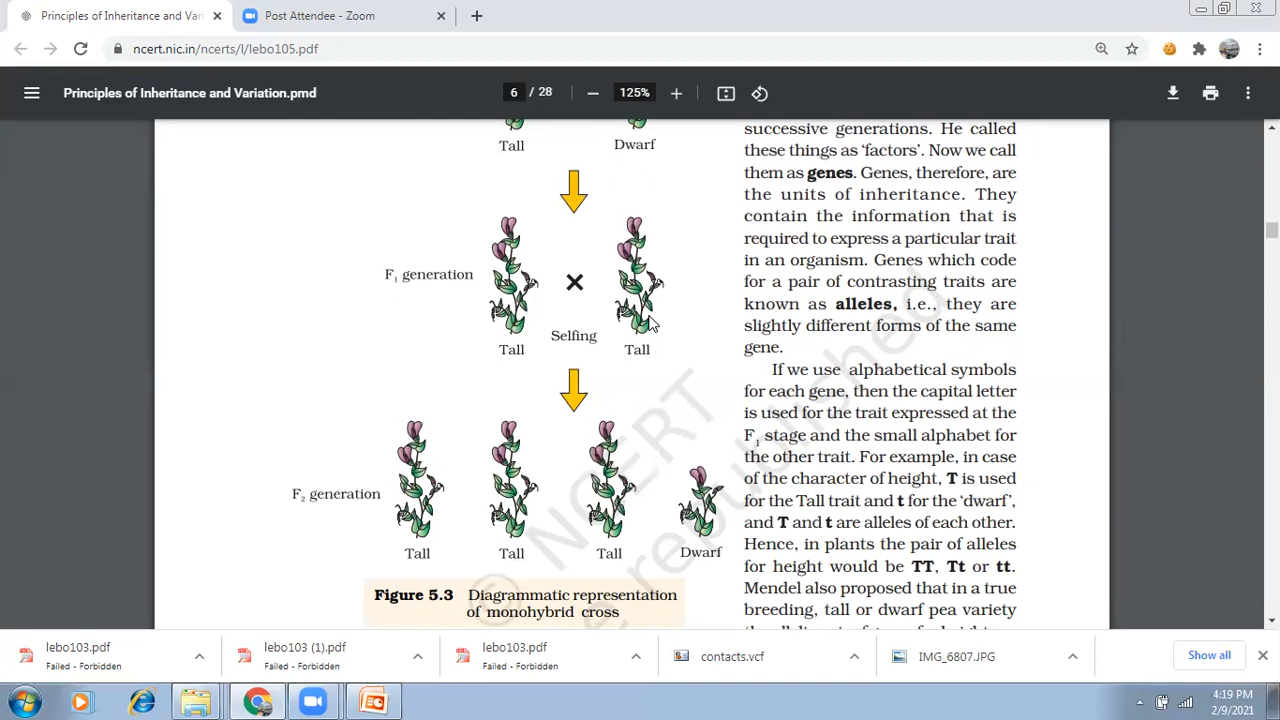 Principles of Inheritance and Vari
Post Attendee - Zoom
ncert.nic.in/ncerts/l/lebo105.pdf
Principles of Inheritance and Variation.pmd
6 / 28
125%
Tall
Dwarf
F1 generation
Selfing
Tall
Tall
F2 generation
Tall
Tall
Tall
Dwarf
Figure 5.3 Diagrammatic representation
of monohybrid cross
successive generations. He called
these things as ‘factors’. Now we call
them as genes. Genes, therefore, are
the units of inheritance. They
contain the information that is
required to express a particular trait
in an organism. Genes which code
for a pair of contrasting traits are
known as alleles, i.e., they are
slightly different forms of the same
gene.
If we use alphabetical symbols
for each gene, then the capital letter
is used for the trait expressed at the
F1 stage and the small alphabet for
the other trait. For example, in case
of the character of height, T is used
for the Tall trait and t for the ‘dwarf’,
and T and t are alleles of each other.
Hence, in plants the pair of alleles
for height would be TT, Tt or tt.
Mendel also proposed that in a true
breeding, tall or dwarf pea variety
© NCERT
republished
lebo103.pdf
Failed - Forbidden
lebo103 (1).pdf
Failed - Forbidden
lebo103.pdf
Failed - Forbidden
contacts.vcf
IMG_6807.JPG
Show all
4:19 PM
2/9/2021